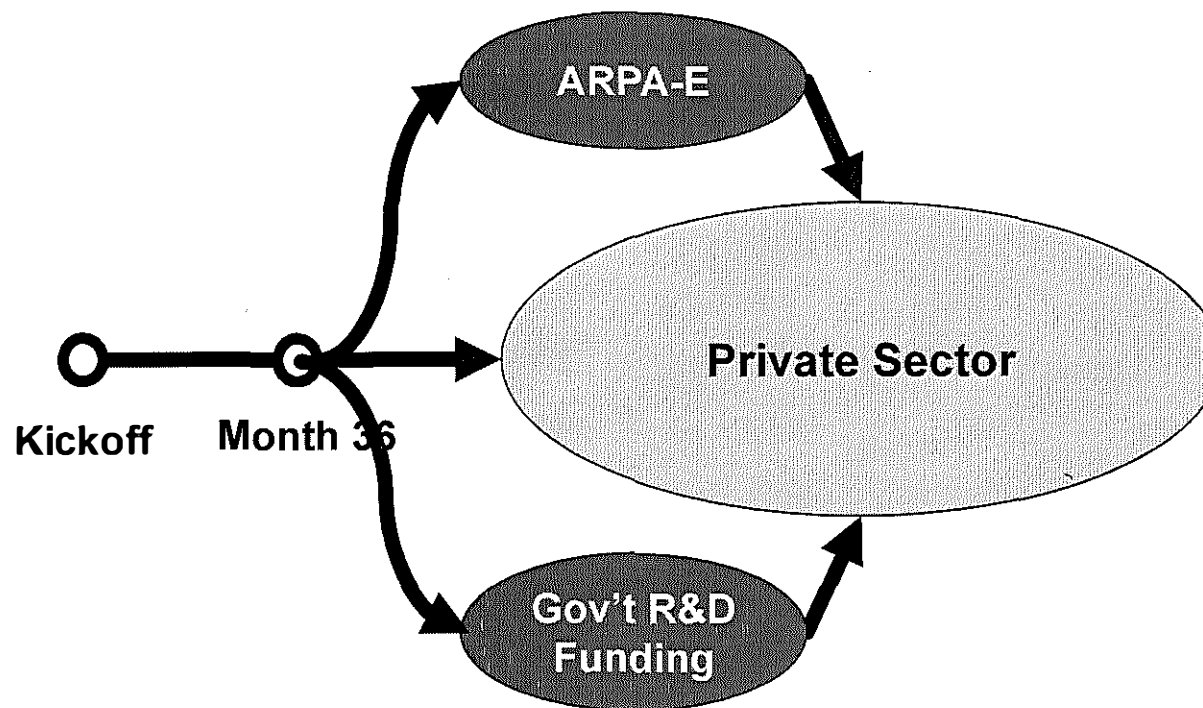 ARPA-E
Private Sector
Kickoff
Month 36
Gov't R&D
Funding